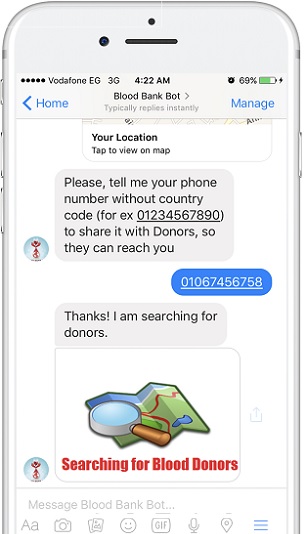 Vodafone EG 3G 4:22 AM 69%
Home Blood Bank Bot > Manage
Typically replies instantly
Your Location
Tap to view on map
Please, tell me your phone
number without country
code (for ex 01234567890)
to share it with Donors, so
they can reach you
01067456758
Thanks! I am searching for
donors.
Searching for Blood Donors
Message Blood Bank Bot...
Aa GIF